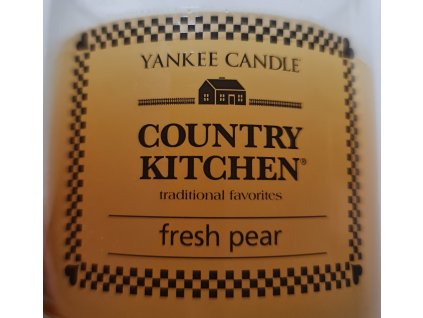 YANKEE CANDLE
COUNTRY
KITCHEN®
traditional favorites
fresh pear